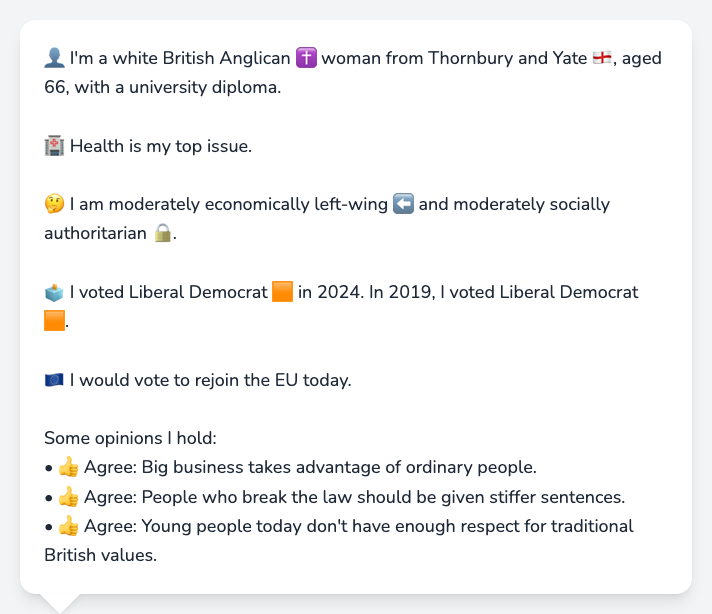 👤 I'm a white British Anglican ✝️ woman from Thornbury and Yate 🏴󠁧󠁢󠁥󠁮󠁧󠁿, aged
66, with a university diploma.
🏥 Health is my top issue.
🤔 I am moderately economically left-wing ⬅️ and moderately socially
authoritarian 🔒.
🗳️ I voted Liberal Democrat 🟧 in 2024. In 2019, I voted Liberal Democrat
🟧.
🇪🇺 I would vote to rejoin the EU today.
Some opinions I hold:
• 👍 Agree: Big business takes advantage of ordinary people.
• 👍 Agree: People who break the law should be given stiffer sentences.
• 👍 Agree: Young people today don't have enough respect for traditional
British values.